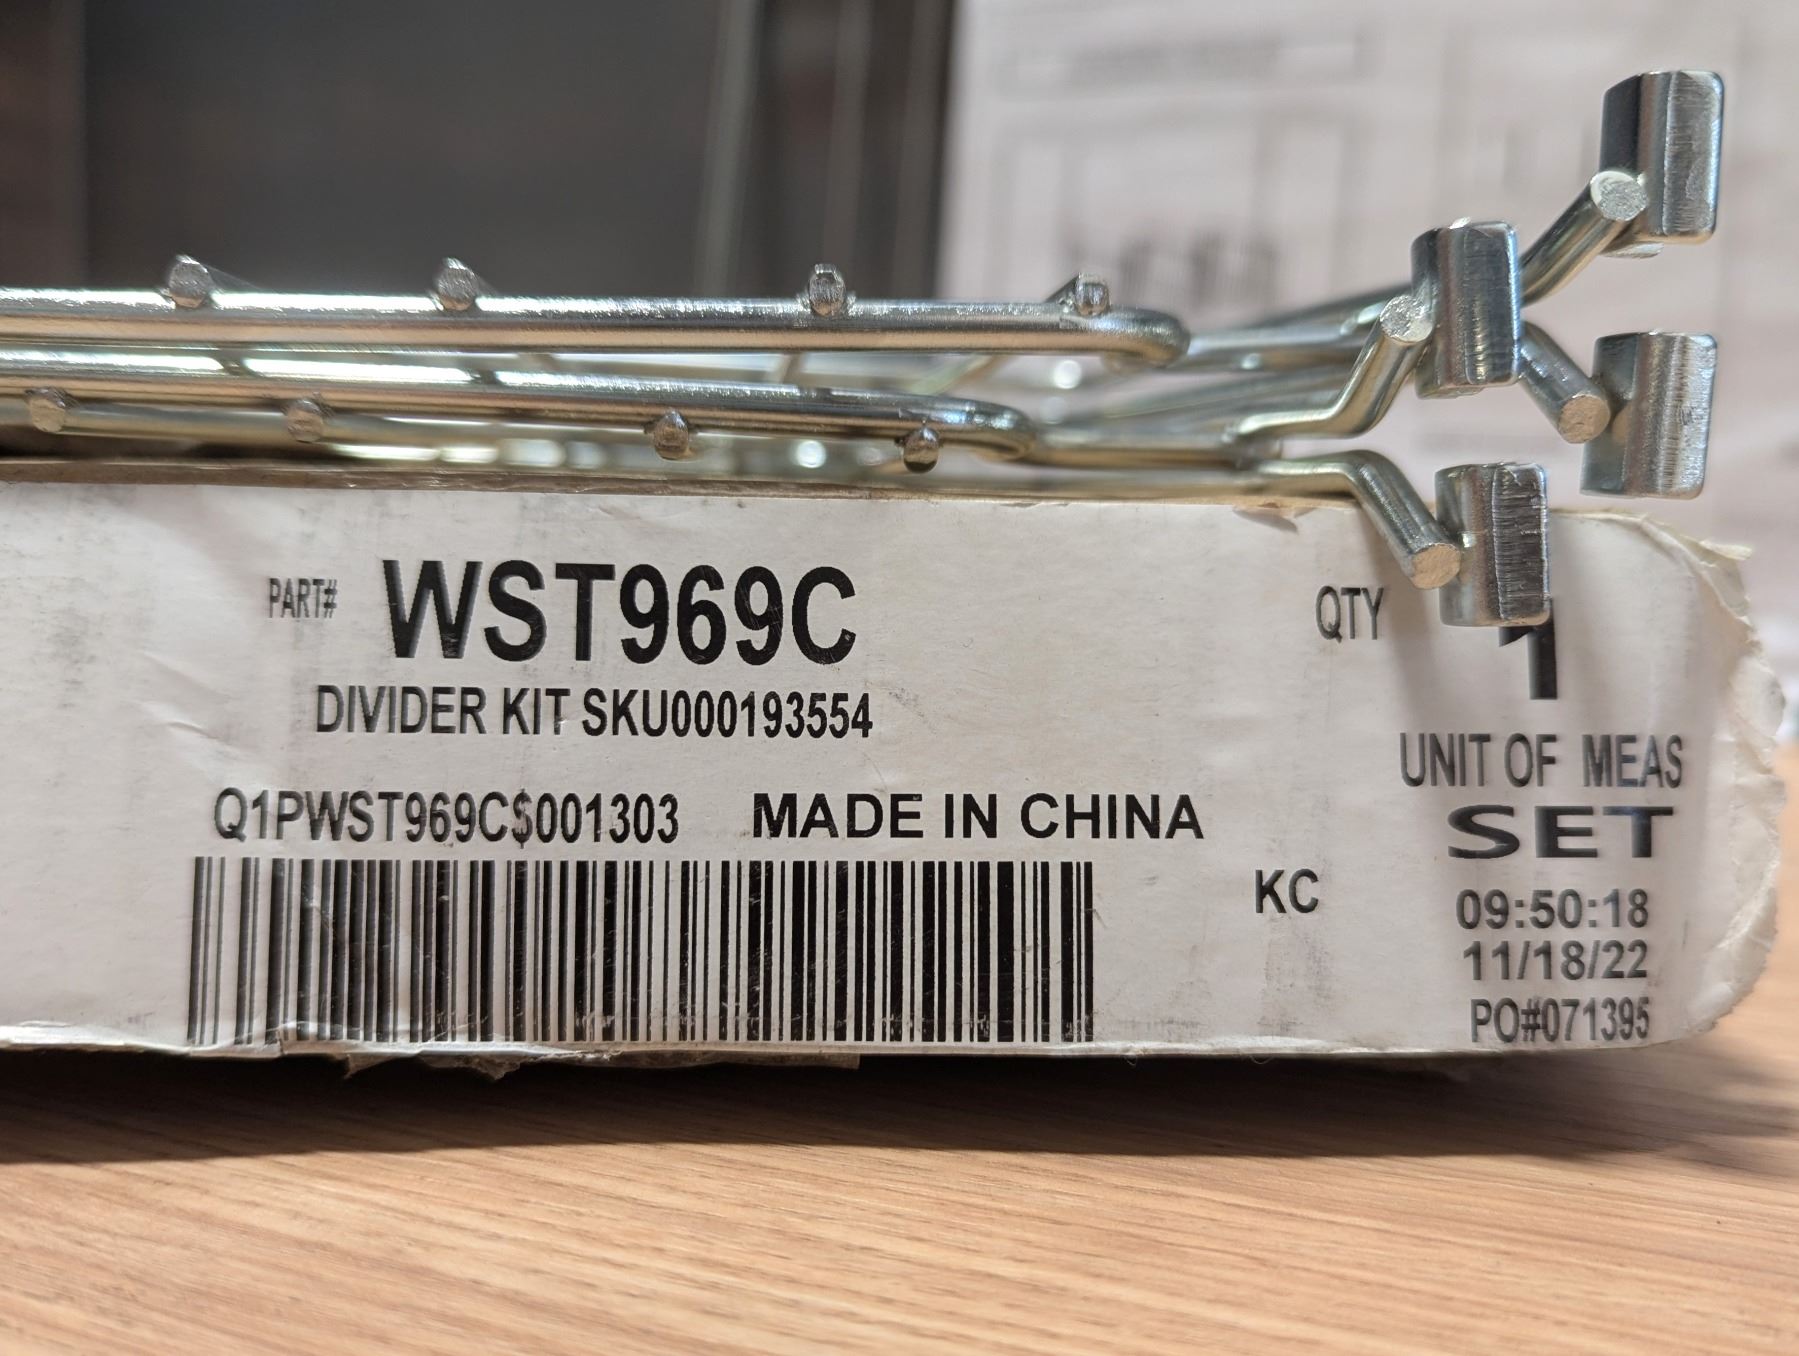 PART# WST969C
DIVIDER KIT SKU000193554
Q1PWST969C$001303 MADE IN CHINA
KC
QTY 1
UNIT OF MEAS
SET
09:50:18
11/18/22
PO#071395